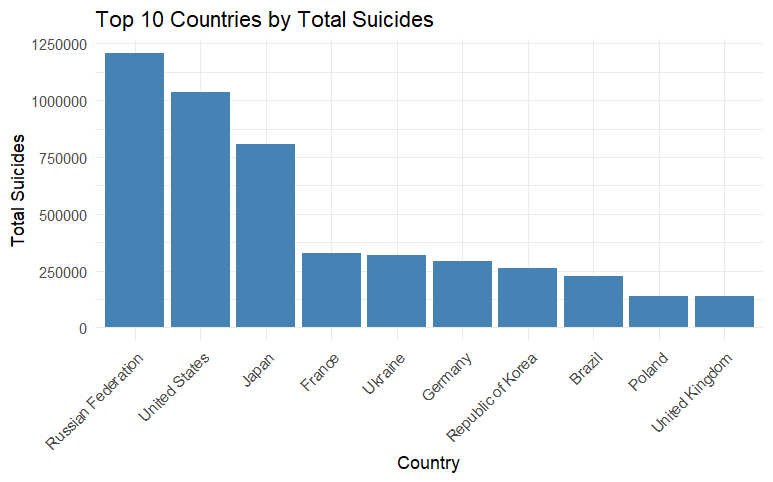 Top 10 Countries by Total Suicides
Total Suicides
1250000
1000000
750000
500000
250000
0
Russian Federation
United States
Japan
France
Ukraine
Germany
Republic of Korea
Brazil
Poland
United Kingdom
Country